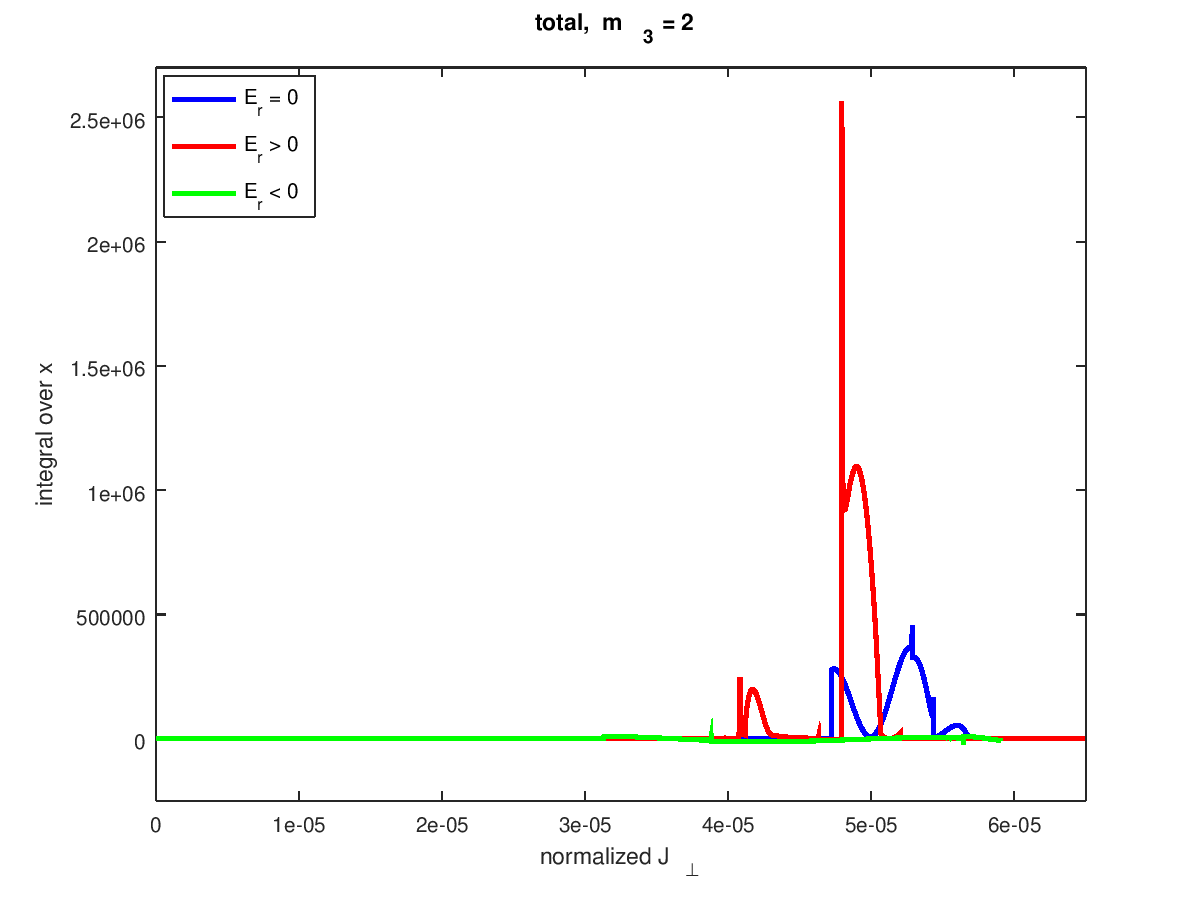 total, m 3 = 2
E r = 0
E r > 0
E r < 0
2.5e+06
2e+06
1.5e+06
1e+06
500000
0
integral over x
0
1e-05
2e-05
3e-05
4e-05
5e-05
6e-05
normalized J ⊥